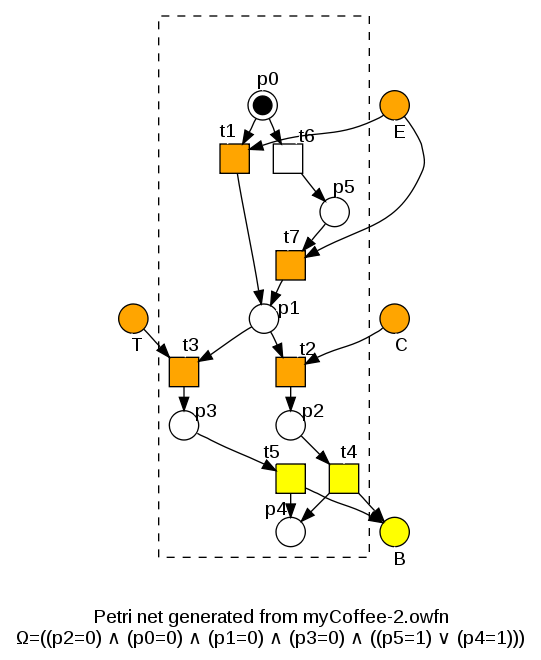 p0
t1
t6
E
p5
t7
p1
T
t3
t2
C
p3
p2
t5
t4
p4
B
Petri net generated from myCoffee-2.owfn
Ω=((p2=0) ∧ (p0=0) ∧ (p1=0) ∧ (p3=0) ∧ ((p5=1) ∨ (p4=1)))